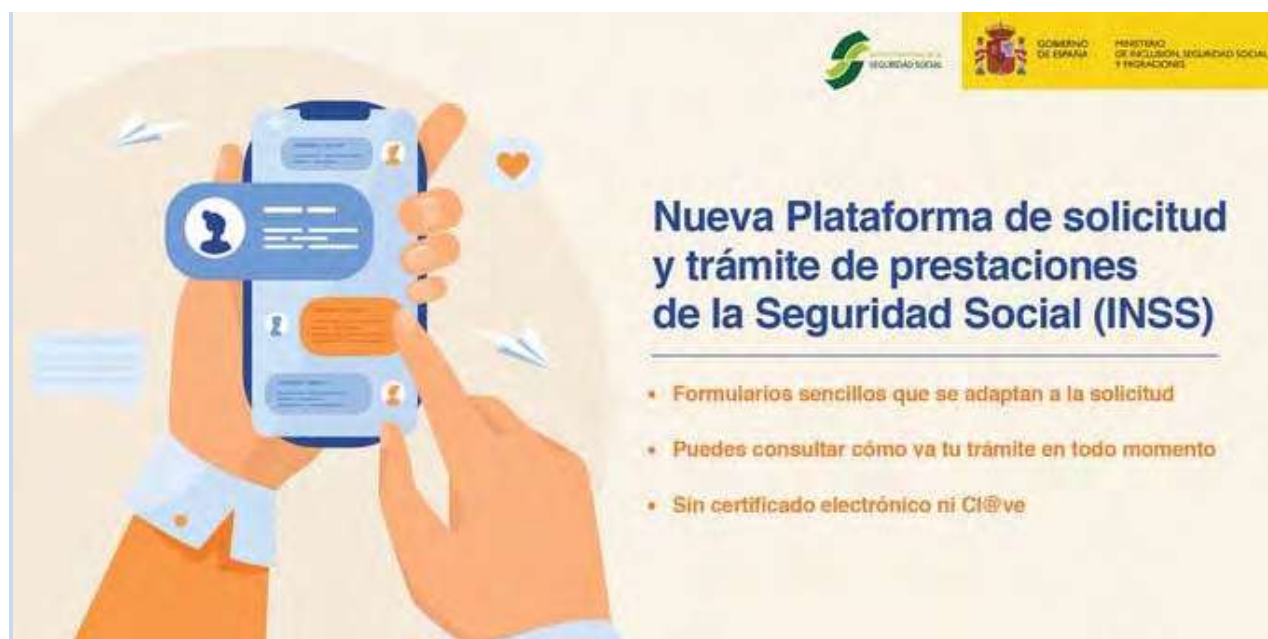 SEGURIDAD SOCIAL
GOBIERNO
DE ESPAÑA
MINISTERIO
DE INCLUSIÓN, SEGURIDAD SOCIAL
Y MIGRACIONES
Nueva Plataforma de solicitud
y trámite de prestaciones
de la Seguridad Social (INSS)
• Formularios sencillos que se adaptan a la solicitud
• Puedes consultar cómo va tu trámite en todo momento
• Sin certificado electrónico ni Cl@ve